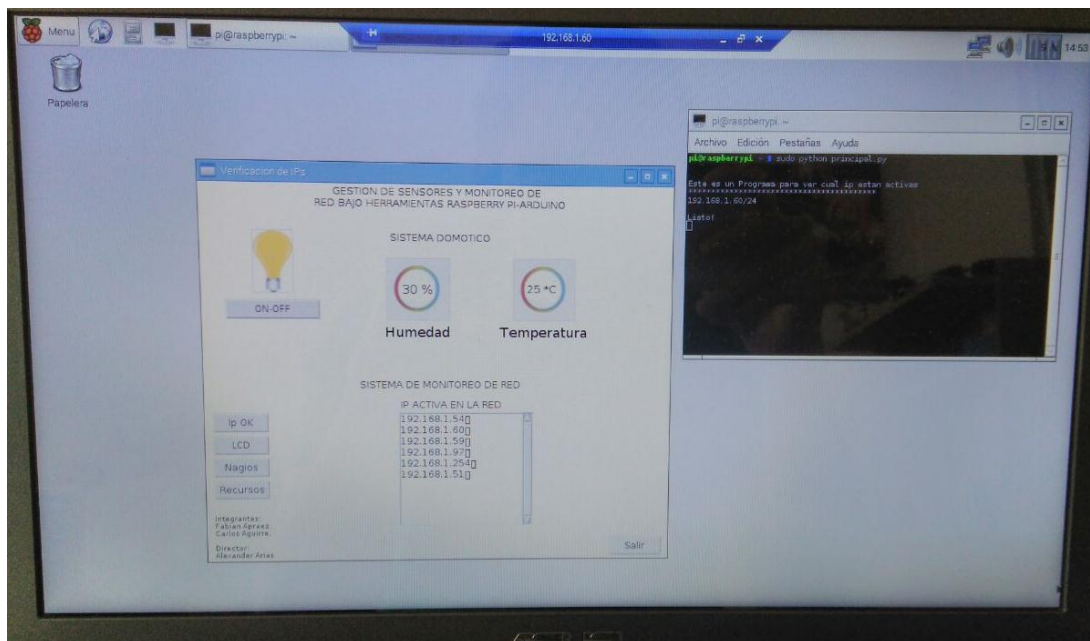 Menu
pi@raspberrypi: ~
192.168.1.60
14:53
Papelera
pi@raspberrypi: ~
Archivo Edición Pestañas Ayuda
pi@raspberrypi ~ $ sudo python principal.py
Este es un Programa para ver cual ip estan activas
192.168.1.60/24
Listo!
Verificacion de IPs
GESTION DE SENSORES Y MONITOREO DE
RED BAJO HERRAMIENTAS RASPBERRY PI-ARDUINO
SISTEMA DOMOTICO
30 %
25 °C
ON-OFF
Humedad
Temperatura
SISTEMA DE MONITOREO DE RED
IP ACTIVA EN LA RED
192.168.1.54
192.168.1.60
192.168.1.59
192.168.1.97
192.168.1.254
192.168.1.51
Ip OK
LCD
Nagios
Recursos
Integrantes:
Fabian Apraez
Carlos Aguirre.
Director:
Alexander Arias
Salir